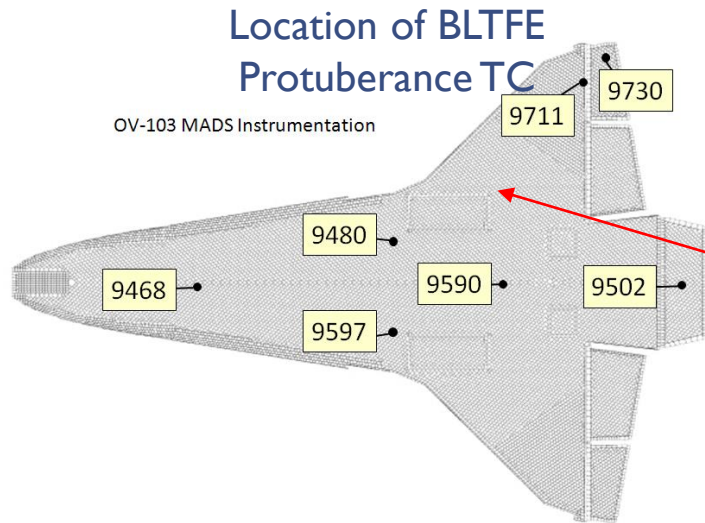 Location of BLTFE
Protuberance TC
OV-103 MADS Instrumentation
9730
9711
9480
9468
9590
9502
9597